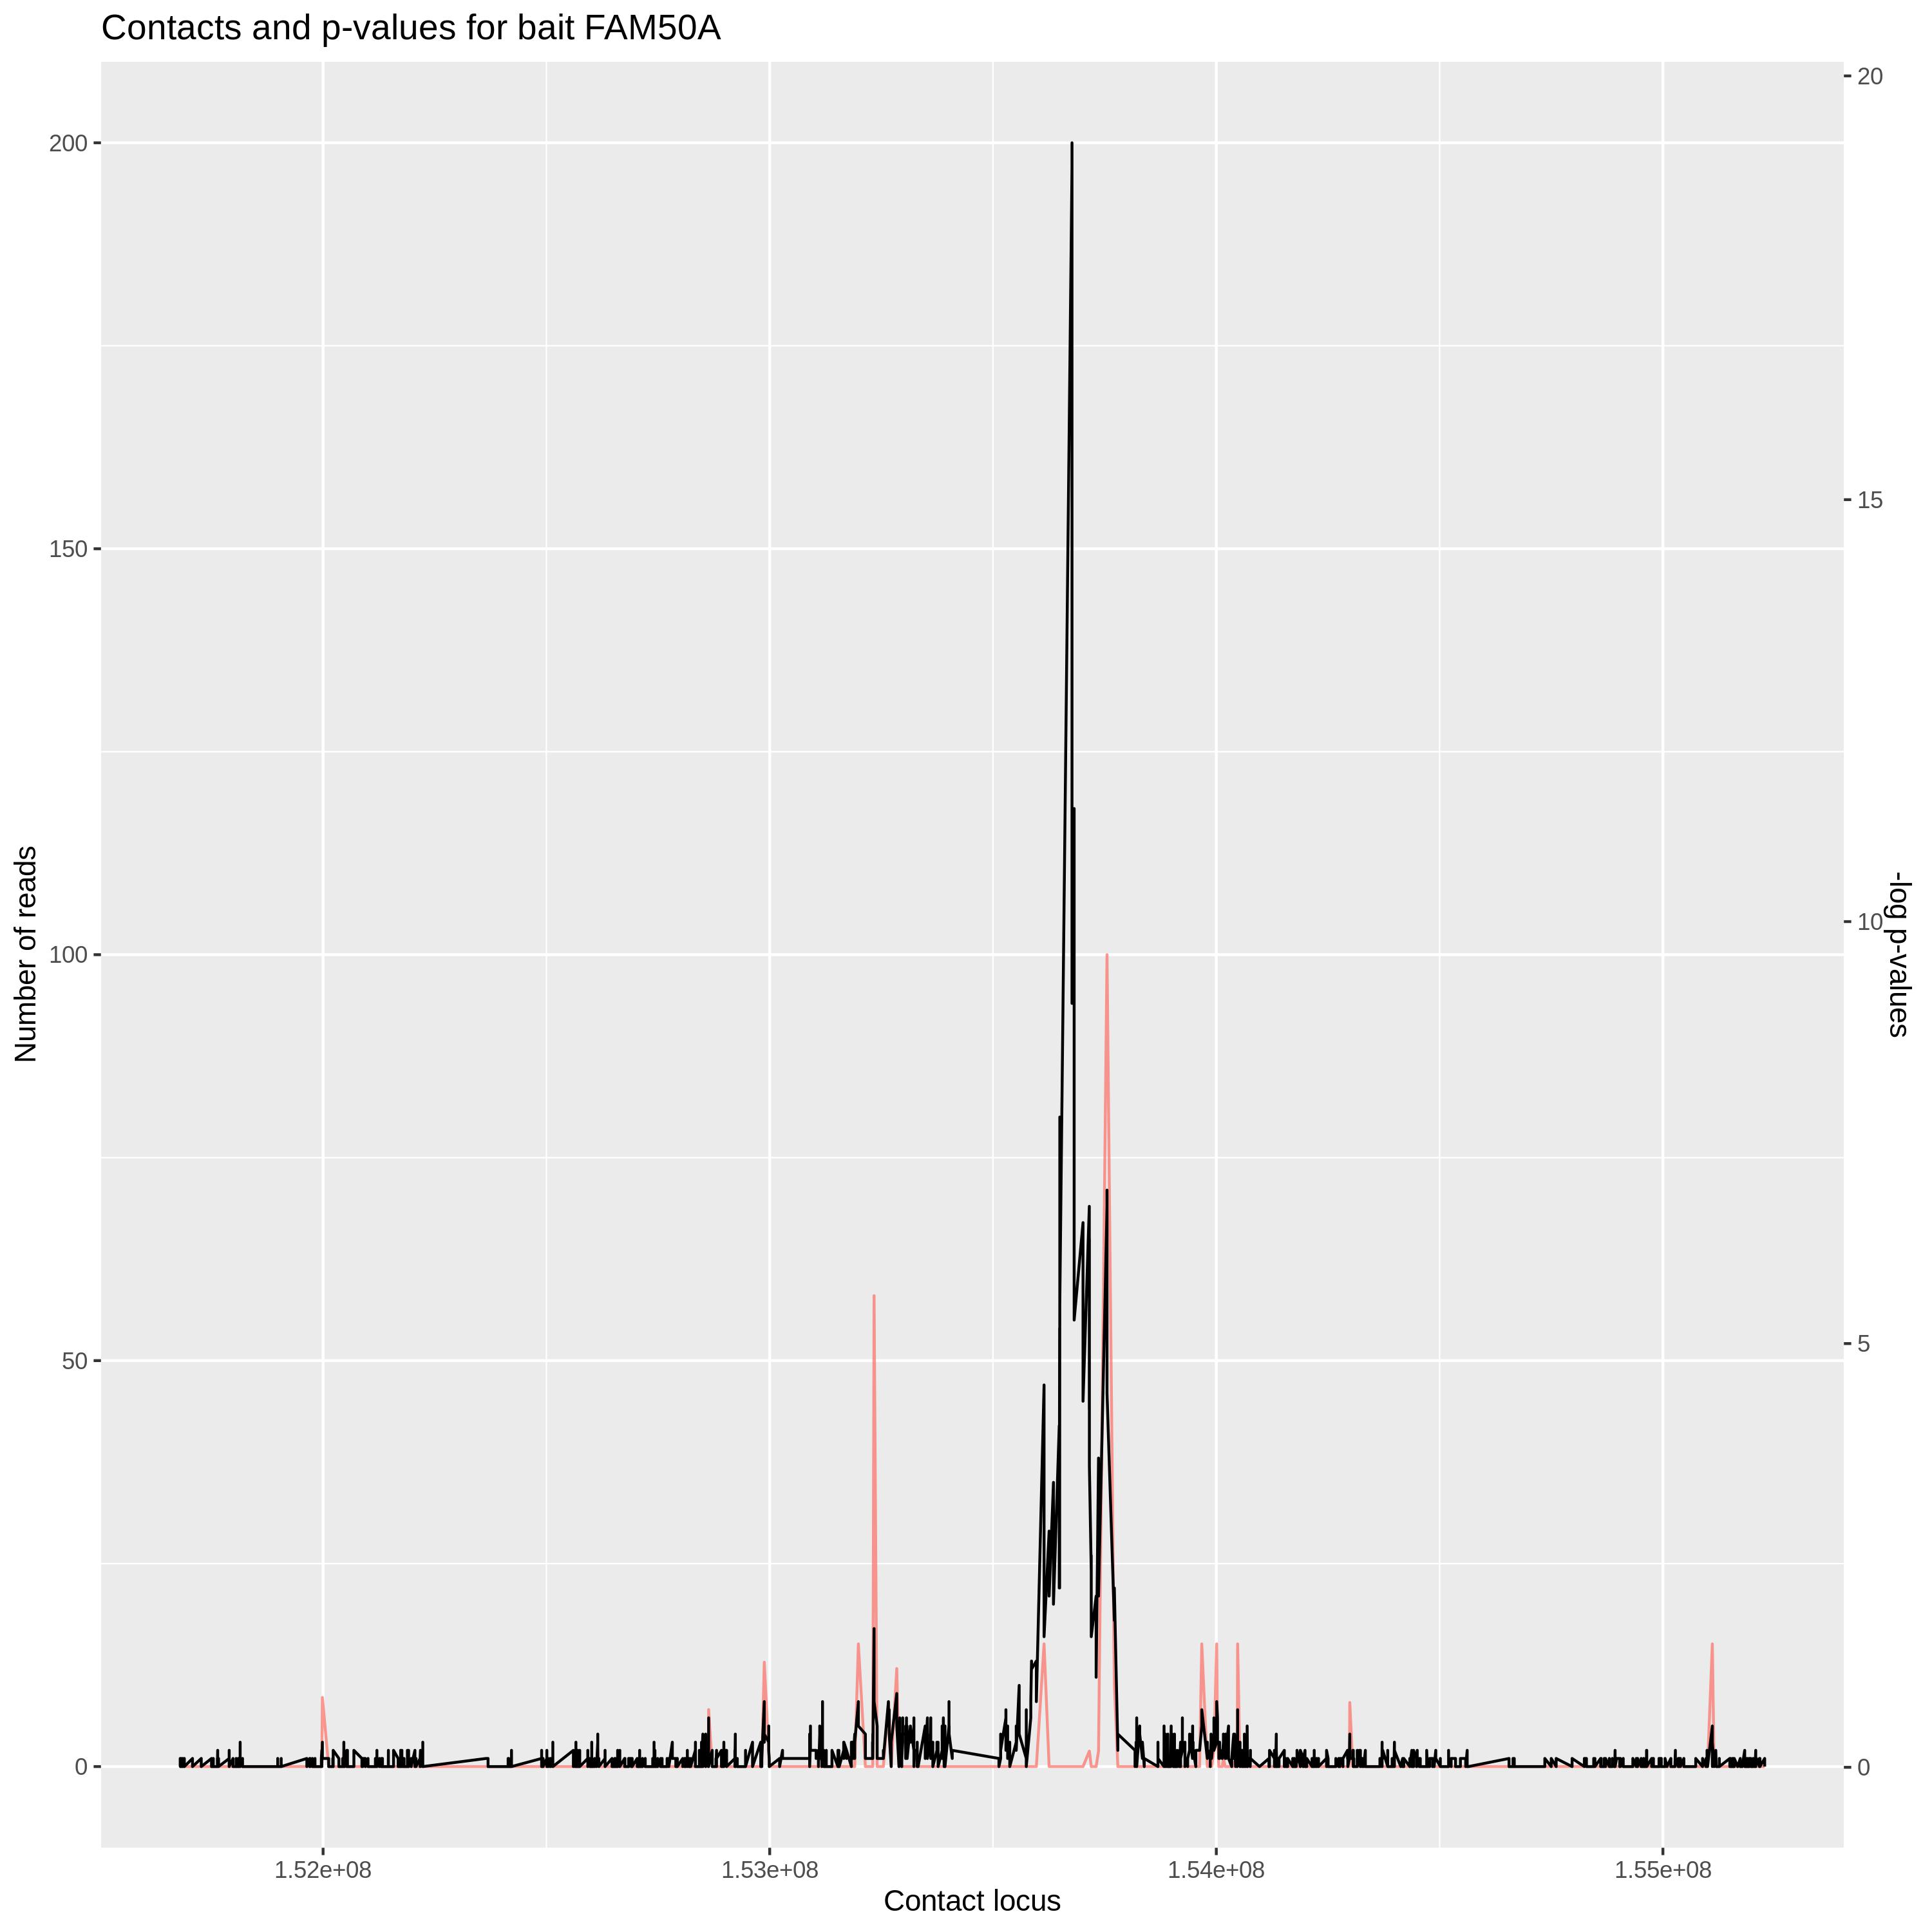 Contacts and p-values for bait FAM50A
20
200
15
150
Number of reads
-log p-values
10
100
5
50
0
0
1.52e+08
1.53e+08
1.54e+08
1.55e+08
Contact locus